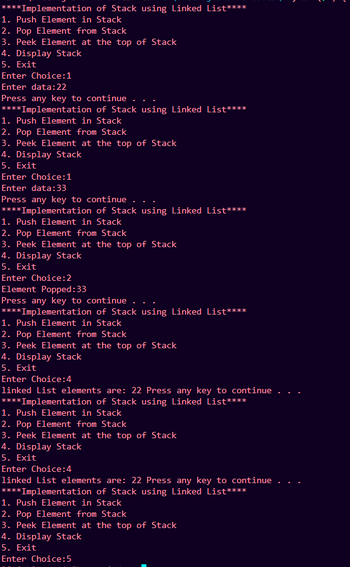 ****Implementation of Stack using Linked List****
1. Push Element in Stack
2. Pop Element from Stack
3. Peek Element at the top of Stack
4. Display Stack
5. Exit
Enter Choice:1
Enter data:22
Press any key to continue . . .
****Implementation of Stack using Linked List****
1. Push Element in Stack
2. Pop Element from Stack
3. Peek Element at the top of Stack
4. Display Stack
5. Exit
Enter Choice:1
Enter data:33
Press any key to continue . . .
****Implementation of Stack using Linked List****
1. Push Element in Stack
2. Pop Element from Stack
3. Peek Element at the top of Stack
4. Display Stack
5. Exit
Enter Choice:2
Element Popped:33
Press any key to continue . . .
****Implementation of Stack using Linked List****
1. Push Element in Stack
2. Pop Element from Stack
3. Peek Element at the top of Stack
4. Display Stack
5. Exit
Enter Choice:4
linked List elements are: 22 Press any key to continue . . .
****Implementation of Stack using Linked List****
1. Push Element in Stack
2. Pop Element from Stack
3. Peek Element at the top of Stack
4. Display Stack
5. Exit
Enter Choice:4
linked List elements are: 22 Press any key to continue . . .
****Implementation of Stack using Linked List****
1. Push Element in Stack
2. Pop Element from Stack
3. Peek Element at the top of Stack
4. Display Stack
5. Exit
Enter Choice:5